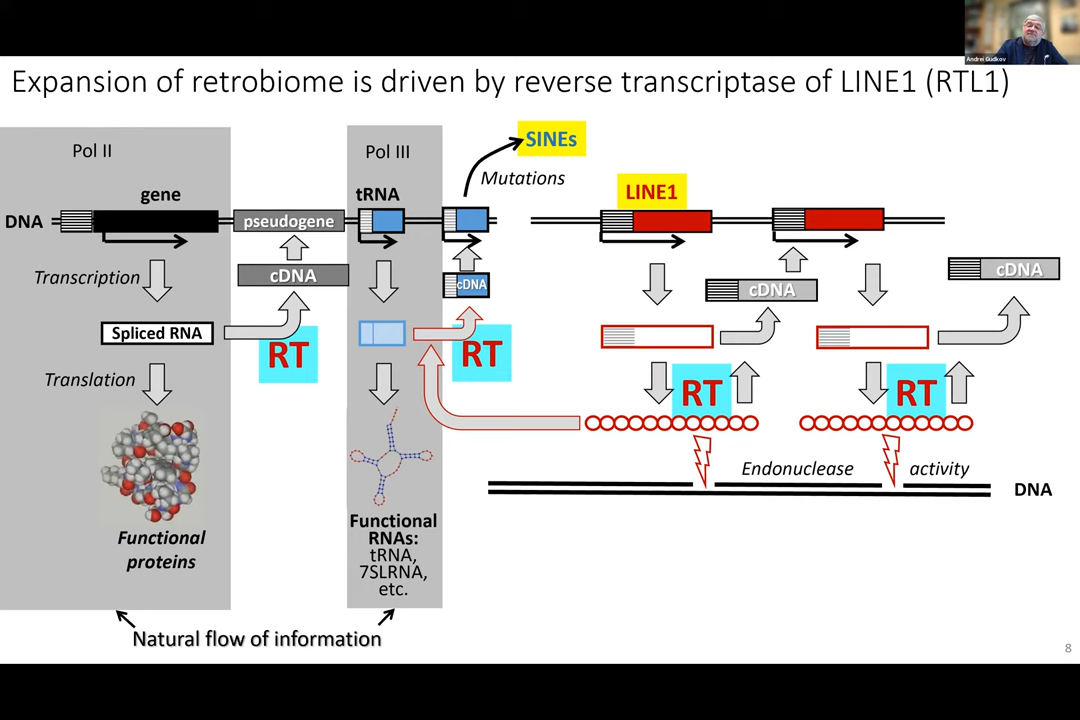 Andrei Gudkov
Expansion of retrobiome is driven by reverse transcriptase of LINE1 (RTL1)
Pol II
Pol III
SINEs
Mutations
gene
tRNA
LINE1
DNA
pseudogene
Transcription
cDNA
cDNA
cDNA
cDNA
Spliced RNA
RT
RT
Translation
RT
RT
Endonuclease
activity
DNA
Functional
proteins
Functional
RNAs:
tRNA,
7SLRNA,
etc.
Natural flow of information
8